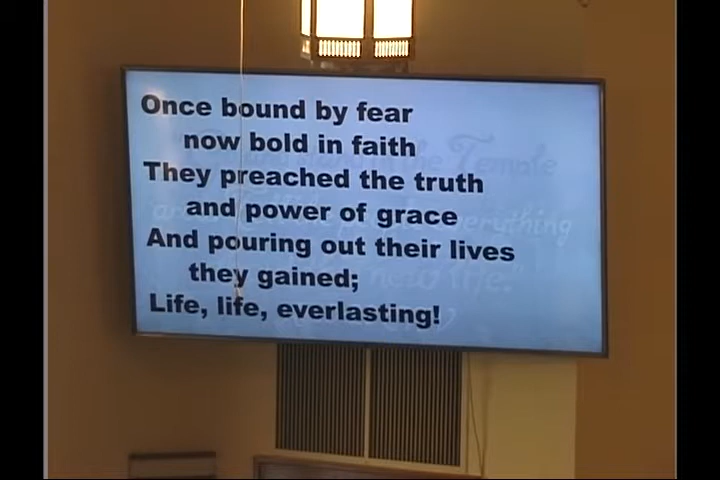 Once bound by fear
now bold in faith
They preached the truth
and power of grace
And pouring out their lives
they gained;
Life, life, everlasting!